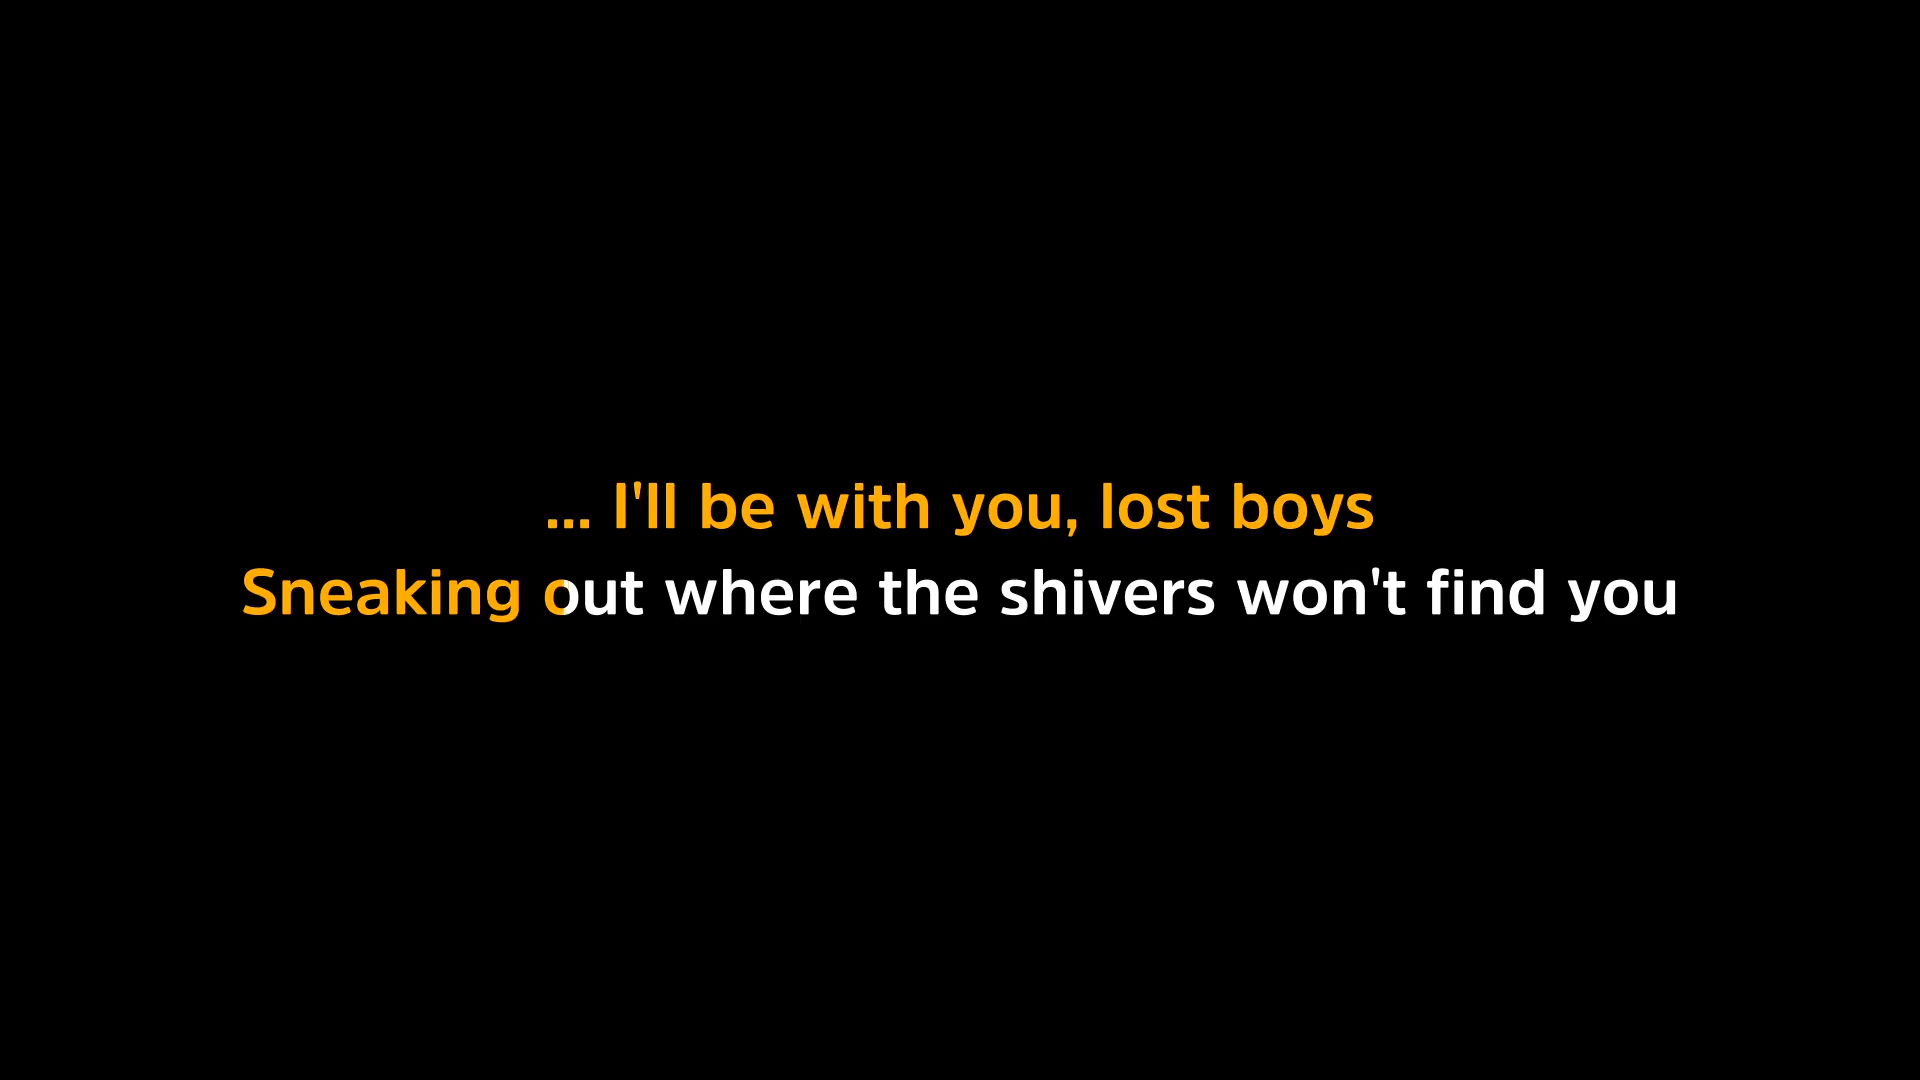 ... I'll be with you, lost boys
Sneaking out where the shivers won't find you